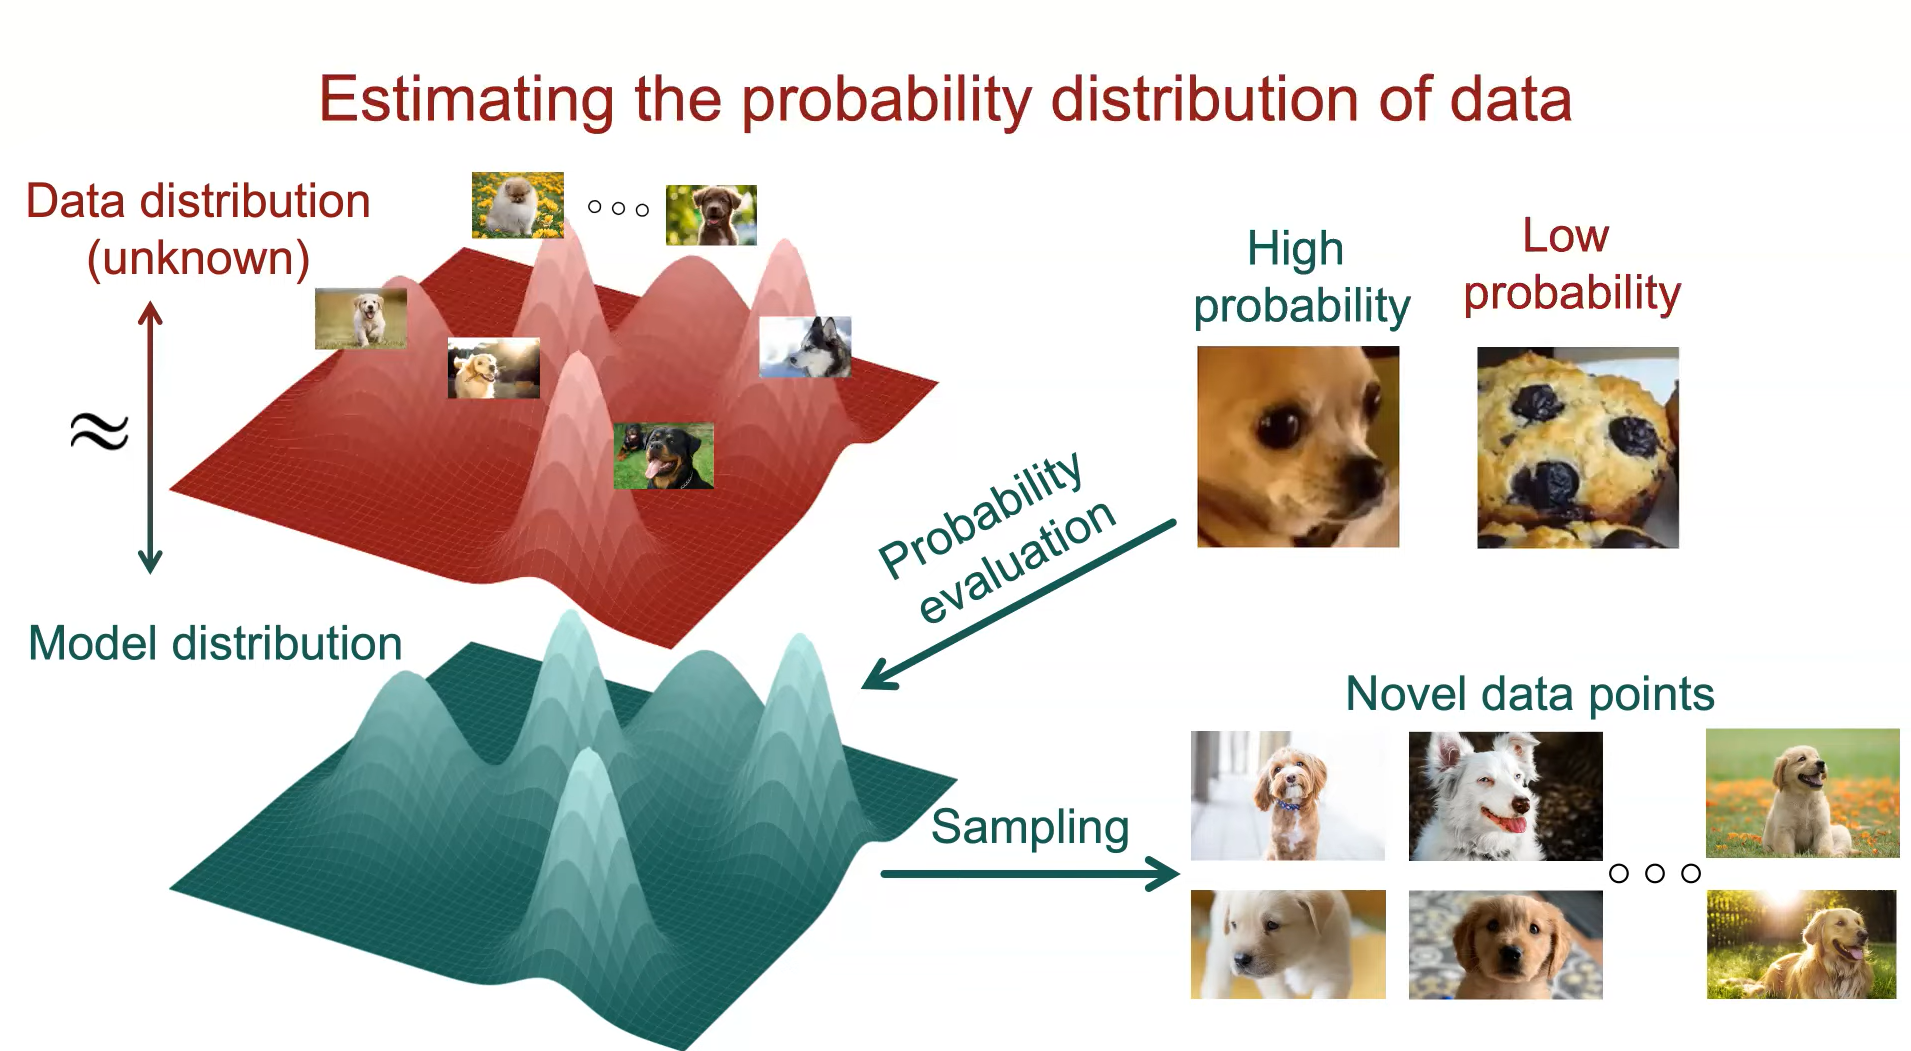 Estimating the probability distribution of data
Data distribution
(unknown)
≈
Model distribution
High
probability
Low
probability
Probability
evaluation
Sampling
Novel data points